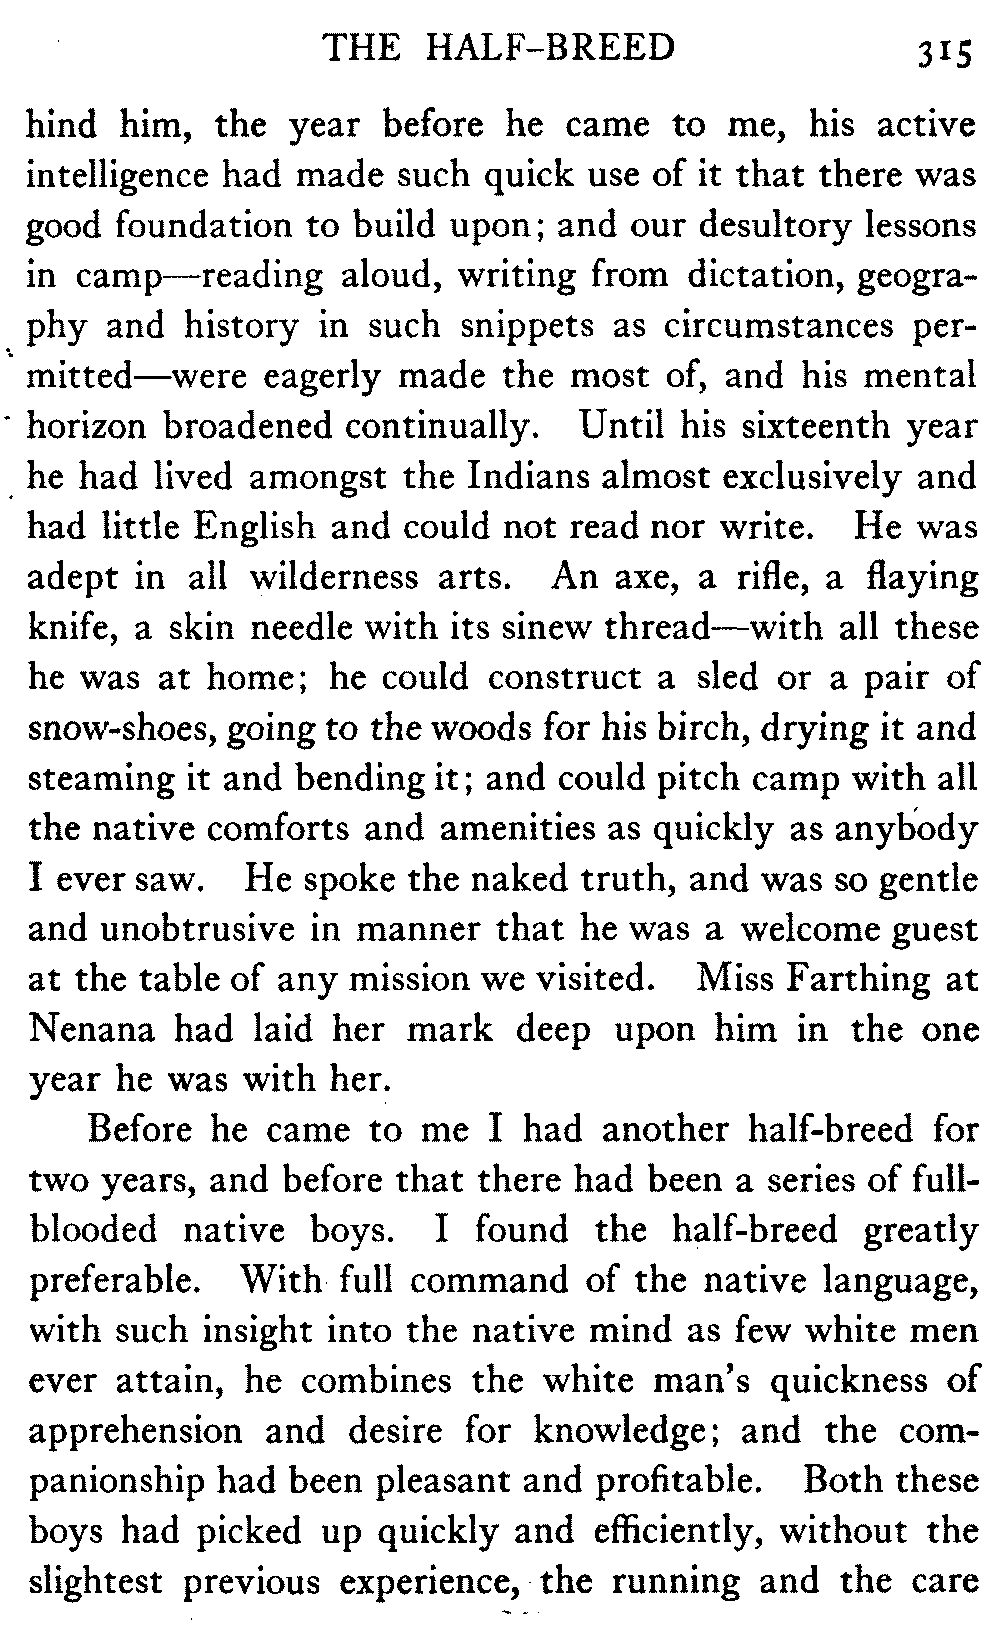 THE HALF-BREED 315
hind him, the year before he came to me, his active
intelligence had made such quick use of it that there was
good foundation to build upon; and our desultory lessons
in camp—reading aloud, writing from dictation, geogra-
phy and history in such snippets as circumstances per-
mitted—were eagerly made the most of, and his mental
horizon broadened continually. Until his sixteenth year
he had lived amongst the Indians almost exclusively and
had little English and could not read nor write. He was
adept in all wilderness arts. An axe, a rifle, a flaying
knife, a skin needle with its sinew thread—with all these
he was at home; he could construct a sled or a pair of
snow-shoes, going to the woods for his birch, drying it and
steaming it and bending it; and could pitch camp with all
the native comforts and amenities as quickly as anybody
I ever saw. He spoke the naked truth, and was so gentle
and unobtrusive in manner that he was a welcome guest
at the table of any mission we visited. Miss Farthing at
Nenana had laid her mark deep upon him in the one
year he was with her.
Before he came to me I had another half-breed for
two years, and before that there had been a series of full-
blooded native boys. I found the half-breed greatly
preferable. With full command of the native language,
with such insight into the native mind as few white men
ever attain, he combines the white man's quickness of
apprehension and desire for knowledge; and the com-
panionship had been pleasant and profitable. Both these
boys had picked up quickly and efficiently, without the
slightest previous experience, the running and the care